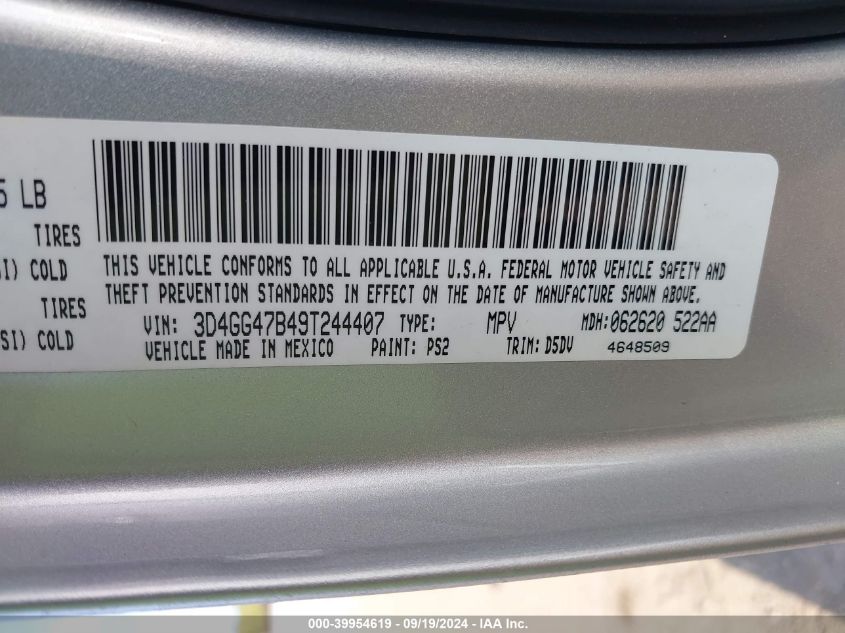 5 LB
TIRES
SI) COLD
TIRES
SI) COLD
THIS VEHICLE CONFORMS TO ALL APPLICABLE U.S.A. FEDERAL MOTOR VEHICLE SAFETY AND
THEFT PREVENTION STANDARDS IN EFFECT ON THE DATE OF MANUFACTURE SHOWN ABOVE.
VIN: 3D4GG47B49T244407 TYPE: MPV MDH:062620 522AA
VEHICLE MADE IN MEXICO PAINT: PS2 TRIM: D5DV 4648509
000-39954619 - 09/19/2024 - IAA Inc.